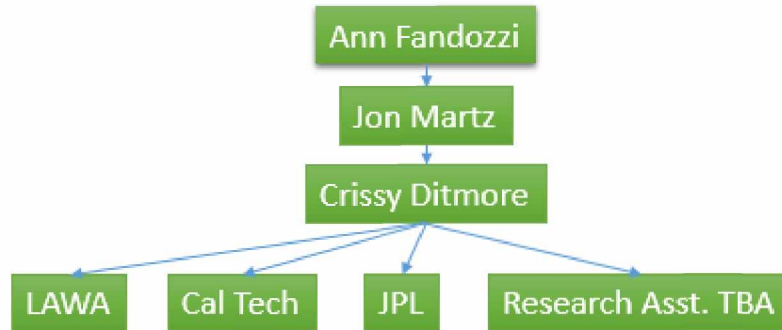 Ann Fandozzi
Jon Martz
Crissy Ditmore
LAWA
Cal Tech
JPL
Research Asst. TBA